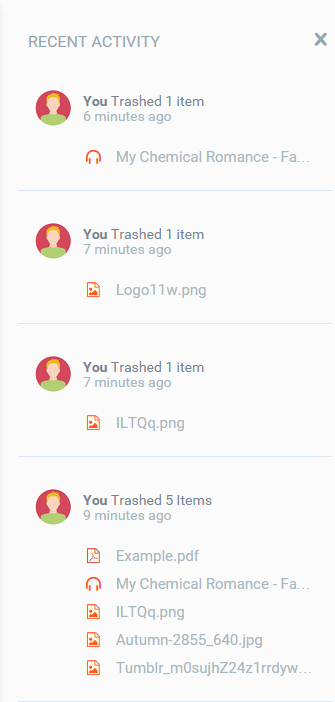 RECENT ACTIVITY
You Trashed 1 item
6 minutes ago
My Chemical Romance - Fa...
You Trashed 1 item
7 minutes ago
Logo11w.png
You Trashed 1 item
7 minutes ago
ILTQq.png
You Trashed 5 Items
9 minutes ago
Example.pdf
My Chemical Romance - Fa...
ILTQq.png
Autumn-2855_640.jpg
Tumblr_m0sujhZ24z1rrdyw...